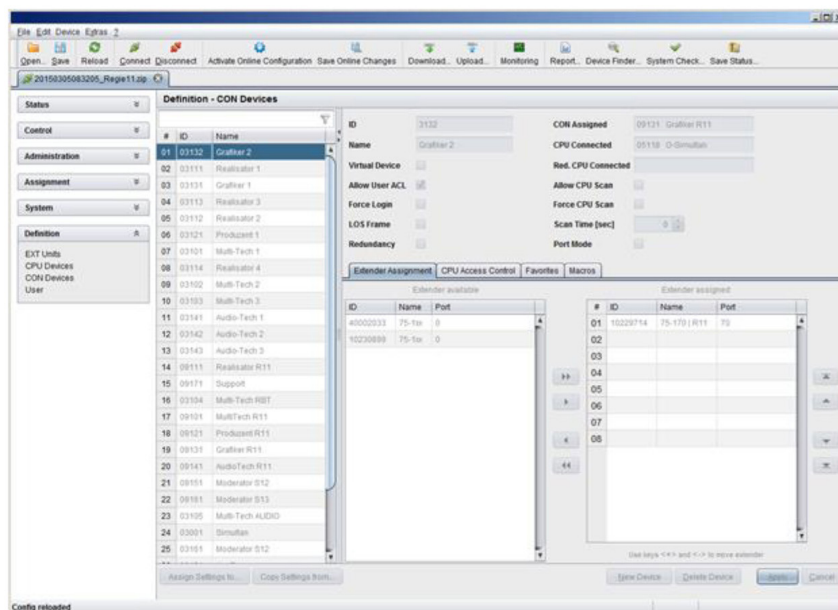 File Edit Device Extras ?
Open... Save Reload Connect Disconnect Activate Online Configuration Save Online Changes Download... Upload... Monitoring Report... Device Finder... System Check... Save Status...
20150305083205_Regie11.zip
Status
Control
Administration
Assignment
System
Definition
EXT Units
CPU Devices
CON Devices
User
Definition - CON Devices
# ID Name
01 03132 Grafiker 2
02 03111 Realisator 1
03 03131 Grafiker 1
04 03113 Realisator 3
05 03112 Realisator 2
06 03121 Produzent 1
07 03101 Multi-Tech 1
08 03114 Realisator 4
09 03102 Multi-Tech 2
10 03103 Multi-Tech 3
11 03141 Audio-Tech 1
12 03142 Audio-Tech 2
13 03143 Audio-Tech 3
14 09111 Realisator R11
15 09171 Support
16 03104 Multi-Tech RBT
17 09101 MultiTech R11
18 09121 Produzent R11
19 09131 Grafiker R11
20 09141 AudioTech R11
21 09151 Moderator S12
22 09161 Moderator S13
23 03105 Multi-Tech AUDIO
24 03001 Simultan
25 03161 Moderator S12
Assign Settings to... Copy Settings from...
ID 3132
Name Grafiker 2
Virtual Device
Allow User ACL
Force Login
LOS Frame
Redundancy
CON Assigned 09131 Grafiker R11
CPU Connected 05118 O-Simultan
Red. CPU Connected
Allow CPU Scan
Force CPU Scan
Scan Time [sec] 0
Port Mode
Extender Assignment CPU Access Control Favorites Macros
Extender available
ID Name Port
40002033 75-1xx 0
10230899 75-1xx 0
Extender assigned
# ID Name Port
01 10229714 75-170 | R11 70
02
03
04
05
06
07
08
Use keys <+> and <-> to move extender
New Device Delete Device Apply Cancel
Config reloaded